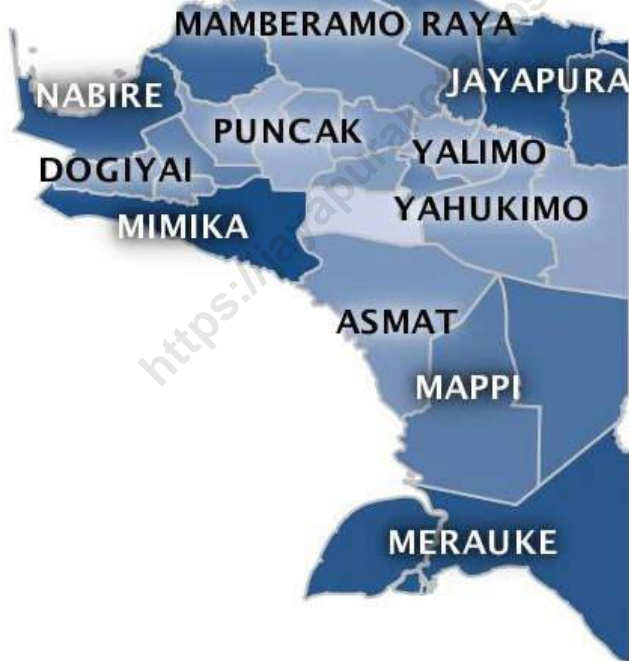 MAMBERAMO RAYA
JAYAPURA
NABIRE
PUNCAK
YALIMO
DOGIYAI
YAHUKIMO
MIMIKA
ASMAT
MAPPI
MERAUKE